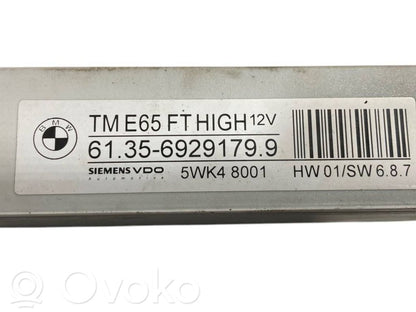 BMW
TM E65 FT HIGH 12V
61.35-6929179.9
SIEMENS VDO
Automotive
5WK4 8001
HW 01/SW 6.8.7
© Ovoko